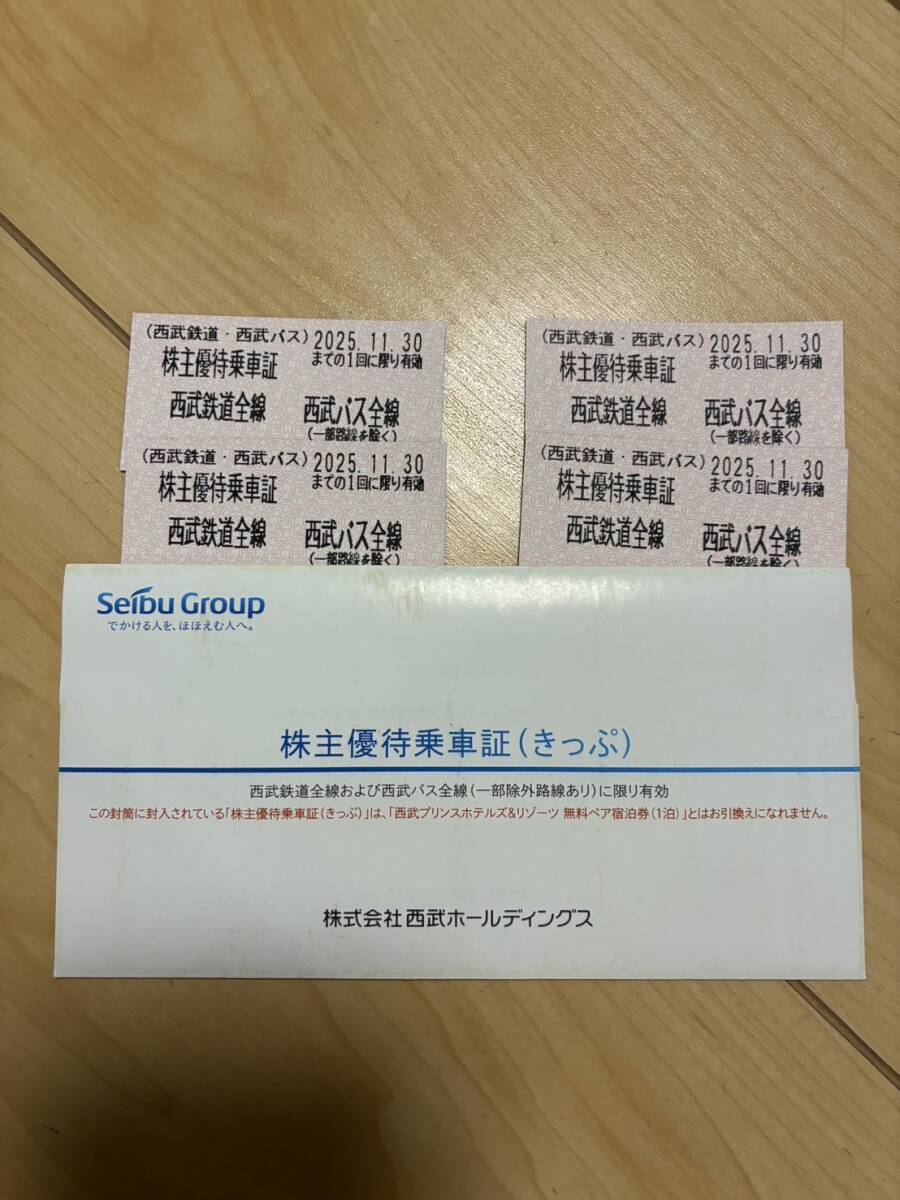 (西武鉄道・西武バス) 2025.11.30
株主優待乗車証 までの1回に限り有効
西武鉄道全線 西武バス全線
(一部路線を除く)
(西武鉄道・西武バス) 2025.11.30
株主優待乗車証 までの1回に限り有効
西武鉄道全線 西武バス全線
(一部路線を除く)
(西武鉄道・西武バス) 2025.11.30
株主優待乗車証 までの1回に限り有効
西武鉄道全線 西武バス全線
(一部路線を除く)
(西武鉄道・西武バス) 2025.11.30
株主優待乗車証 までの1回に限り有効
西武鉄道全線 西武バス全線
(一部路線を除く)
Seibu Group
でかける人を、ほほえむ人へ。
株主優待乗車証(きっぷ)
西武鉄道全線および西武バス全線(一部除外路線あり)に限り有効
この封筒に封入されている「株主優待乗車証(きっぷ)」は、「西武プリンスホテルズ&リゾーツ 無料ペア宿泊券(1泊)」とはお引換えになれません。
株式会社西武ホールディングス